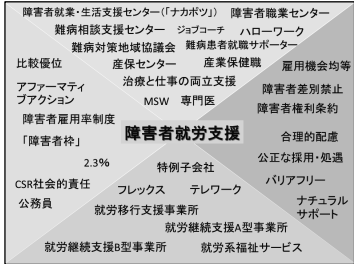 障害者就業・生活支援センター(「ナカポツ」) 障害者職業センター
難病相談支援センター ジョブコーチ ハローワーク
難病対策地域協議会 難病患者就職サポーター
比較優位 産保センター 産業保健職 雇用機会均等
アファーマティブアクション
治療と仕事の両立支援
障害者差別禁止
MSW 専門医
障害者権利条約
障害者雇用率制度
合理的配慮
「障害者枠」
障害者就労支援
公正な採用・処遇
2.3%
特例子会社
バリアフリー
CSR社会的責任
フレックス テレワーク
ナチュラル
サポート
公務員
就労移行支援事業所
就労継続支援A型事業所
就労継続支援B型事業所 就労系福祉サービス